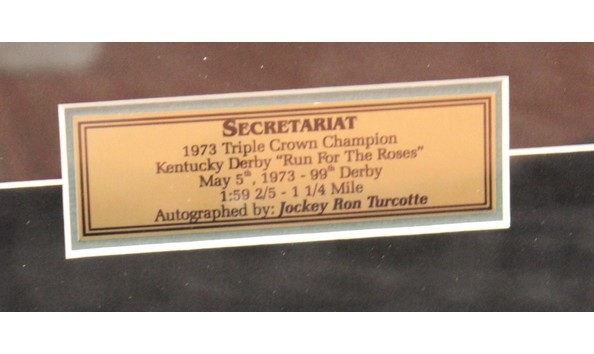 SECRETARIAT
1973 Triple Crown Champion
Kentucky Derby "Run For The Roses"
May 5th, 1973 - 99th Derby
1:59 2/5 - 1 1/4 Mile
Autographed by: Jockey Ron Turcotte